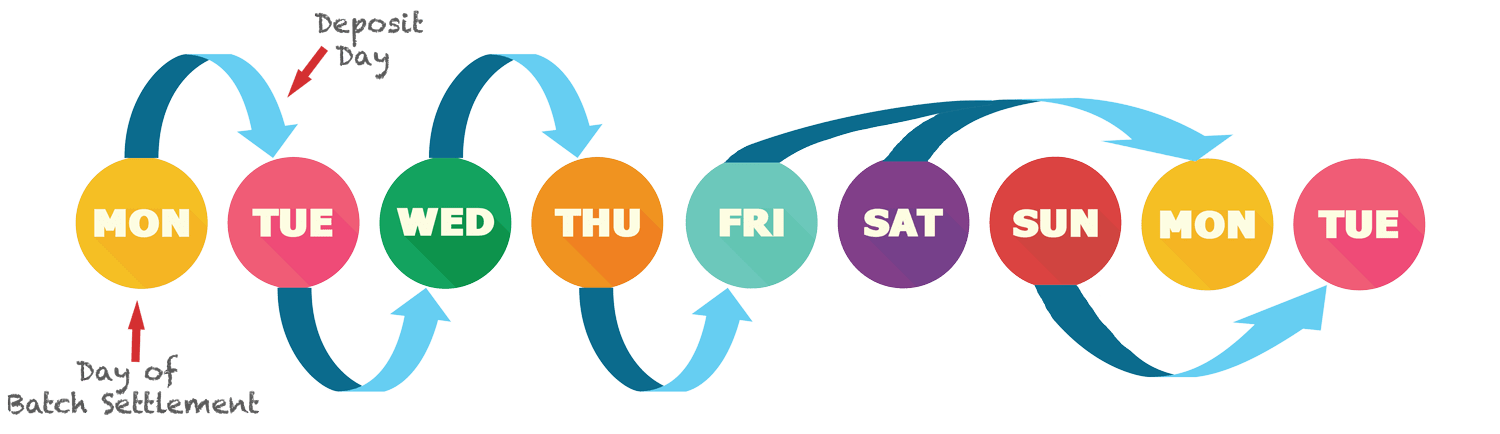 Deposit
Day
MON TUE WED THU FRI SAT SUN MON TUE
Day of
Batch Settlement